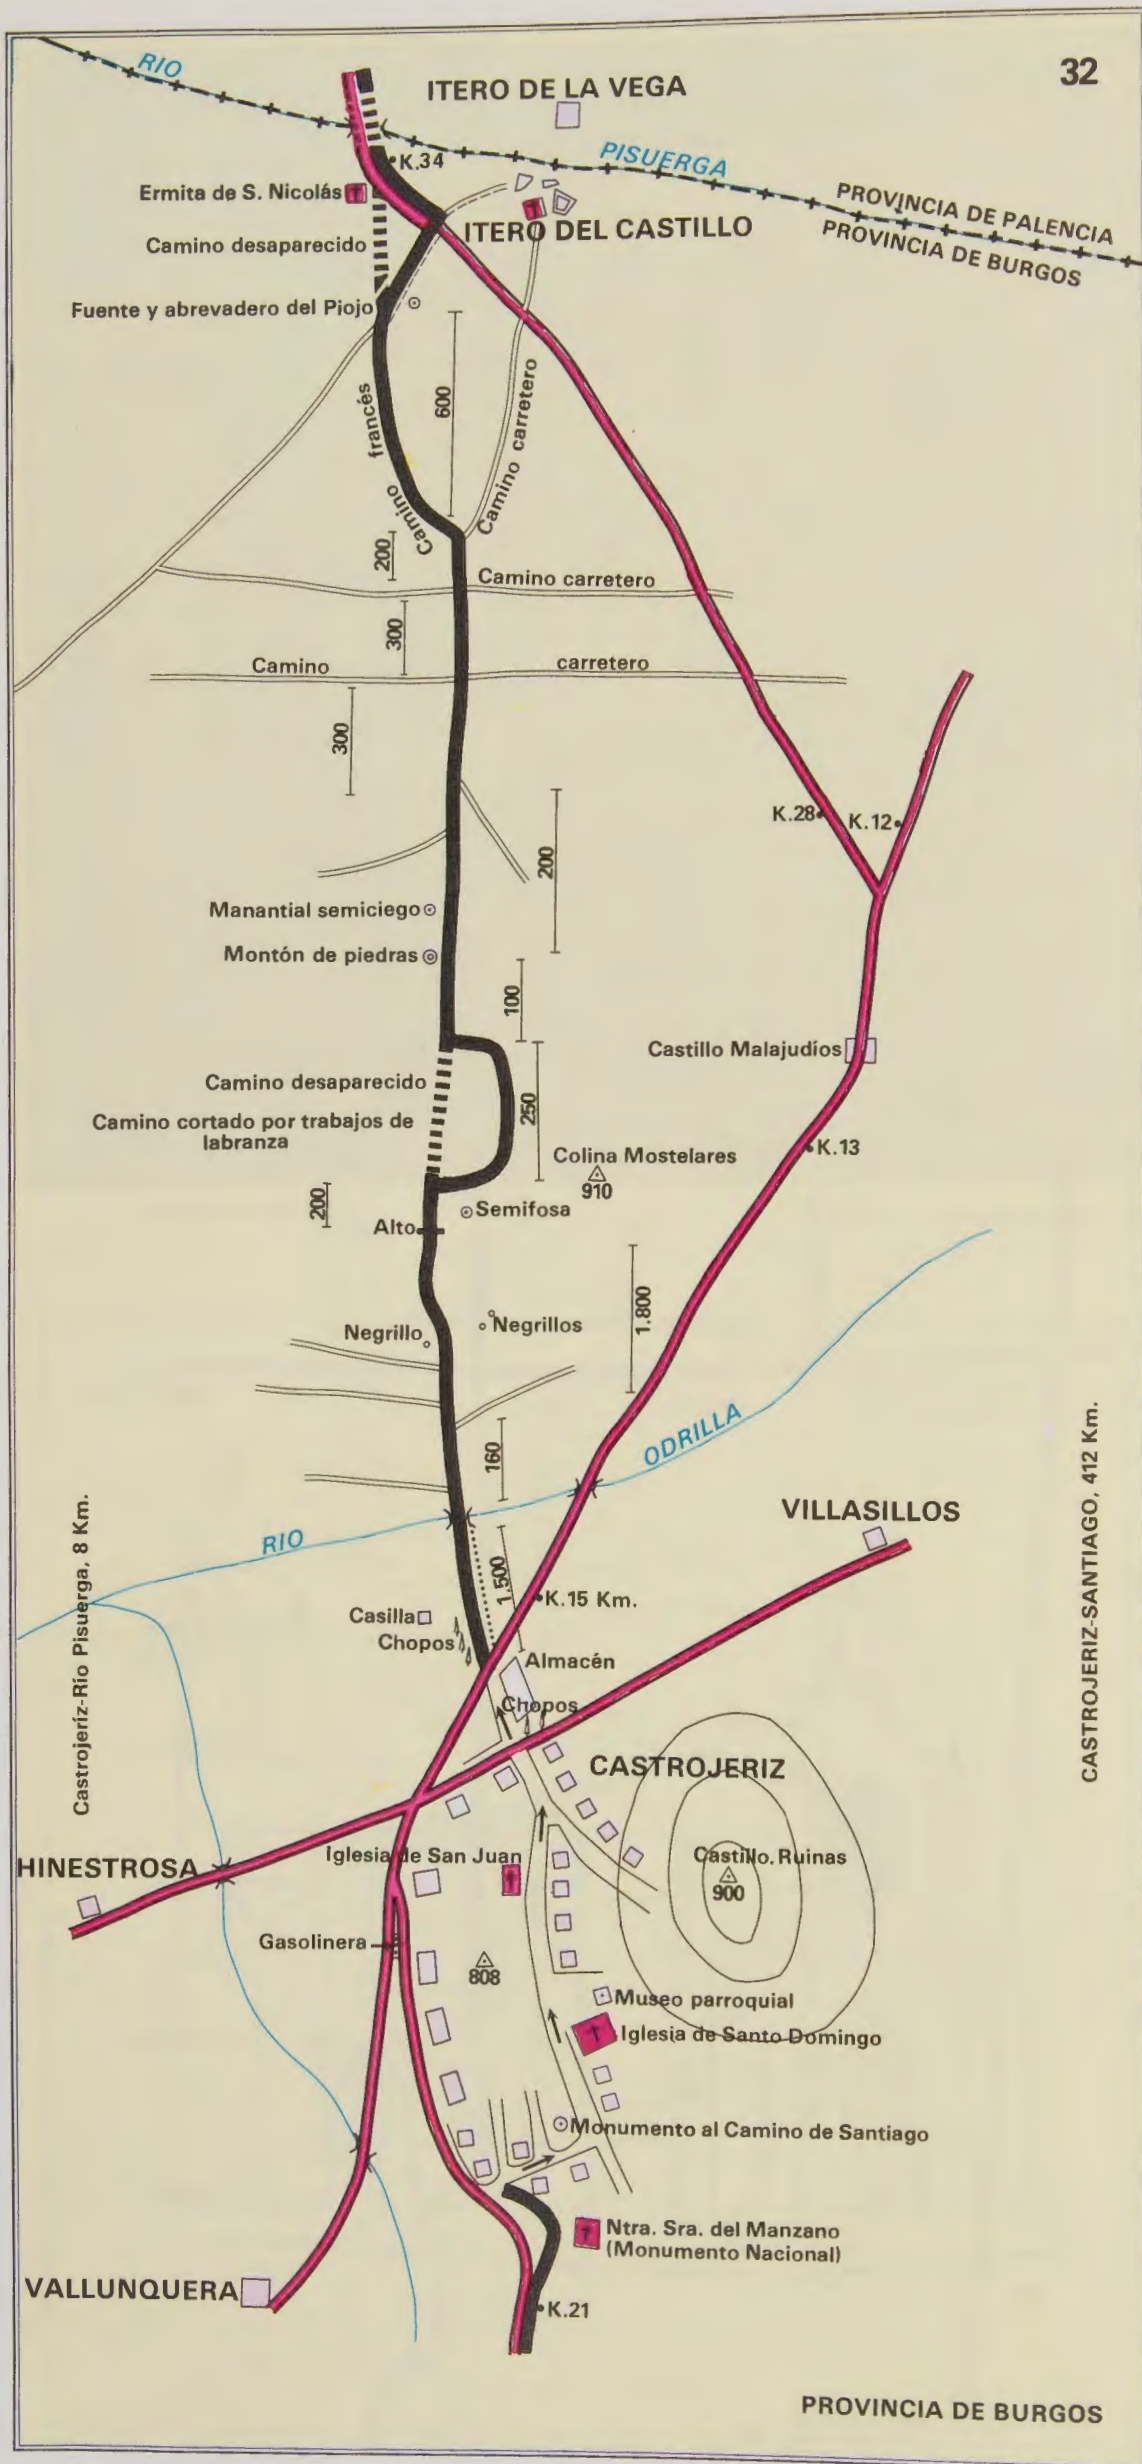 32
RIO
ITERO DE LA VEGA
PISUERGA
K.34
PROVINCIA DE PALENCIA
PROVINCIA DE BURGOS
Ermita de S. Nicolás
ITERO DEL CASTILLO
Camino desaparecido
Fuente y abrevadero del Piojo
600
Camino carretero
Camino francés
200
Camino carretero
300
Camino carretero
300
K.28
K.12
200
Manantial semiciego
Montón de piedras
100
Castillo Malajudíos
250
Camino desaparecido
Camino cortado por trabajos de
labranza
K.13
Colina Mostelares
910
200
Semifosa
Alto
1.800
Negrillo
Negrillos
ODRILLA
160
RIO
VILLASILLOS
1.500
K.15 Km.
Casilla
Chopos
Almacén
Chopos
Castrojeríz-Río Pisuerga, 8 Km.
CASTROJERIZ-SANTIAGO, 412 Km.
CASTROJERIZ
HINESTROSA
Iglesia de San Juan
Castillo. Ruinas
900
Gasolinera
808
Museo parroquial
Iglesia de Santo Domingo
Monumento al Camino de Santiago
Ntra. Sra. del Manzano
(Monumento Nacional)
VALLUNQUERA
K.21
PROVINCIA DE BURGOS